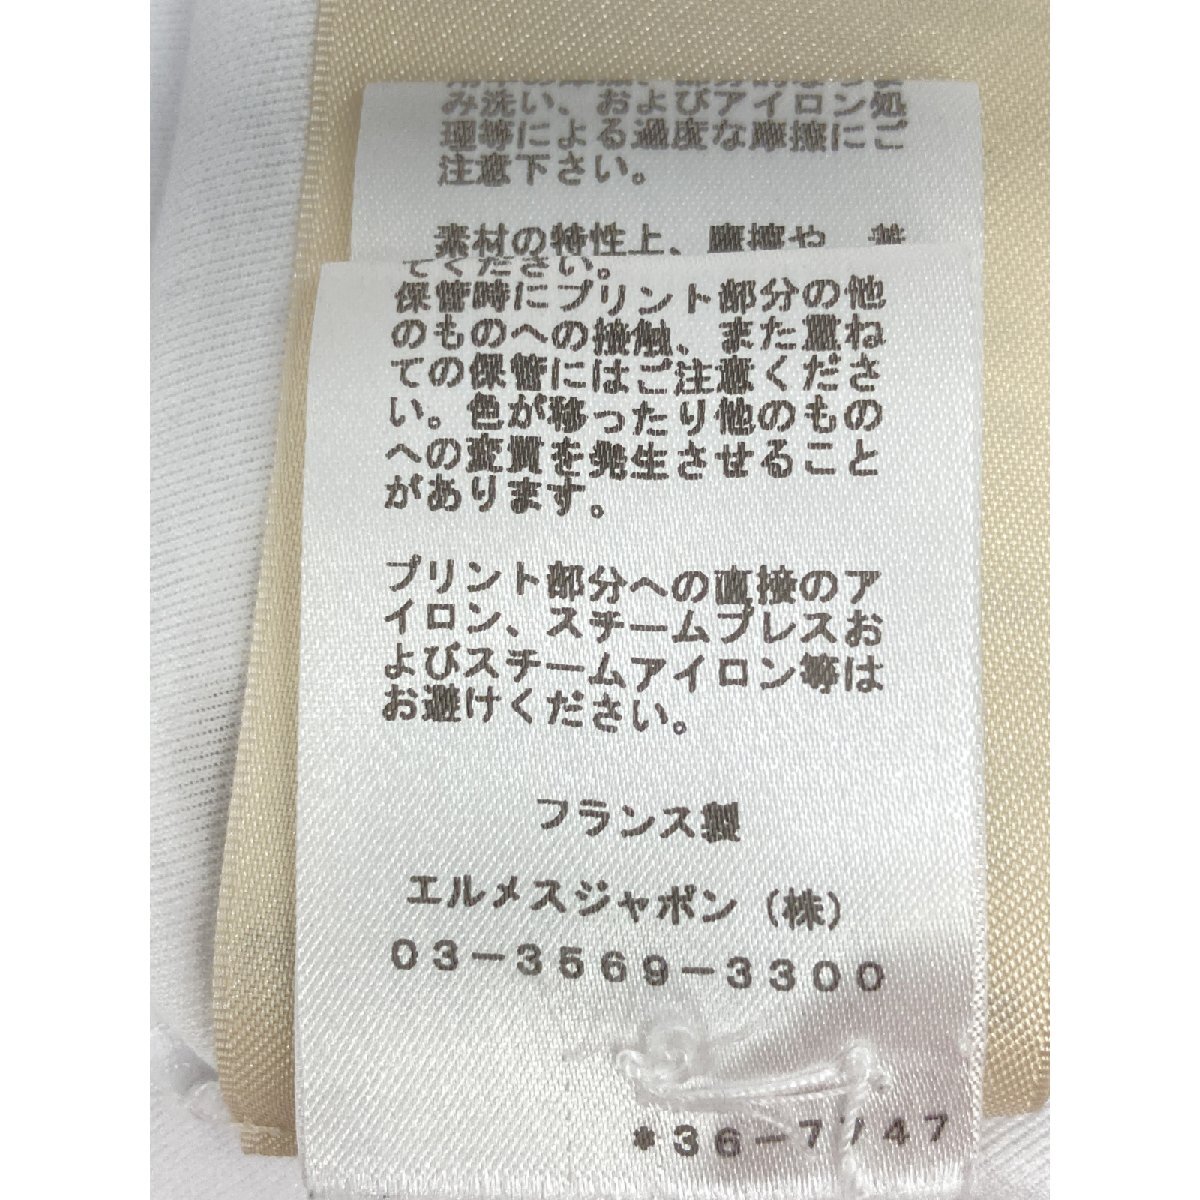 み洗い、およびアイロン処
理等による過度な摩擦にご
注意下さい。
素材の特性上、摩擦や、
てください。
保管時にプリント部分の他
のものへの接触、また重ね
ての保管にはご注意くださ
い。色が移ったり他のもの
への変質を発生させること
があります。
プリント部分への直接のア
イロン、スチームプレスお
よびスチームアイロン等は
お避けください。
フランス製
エルメスジャポン（株）
03-3569-3300
*36-7747